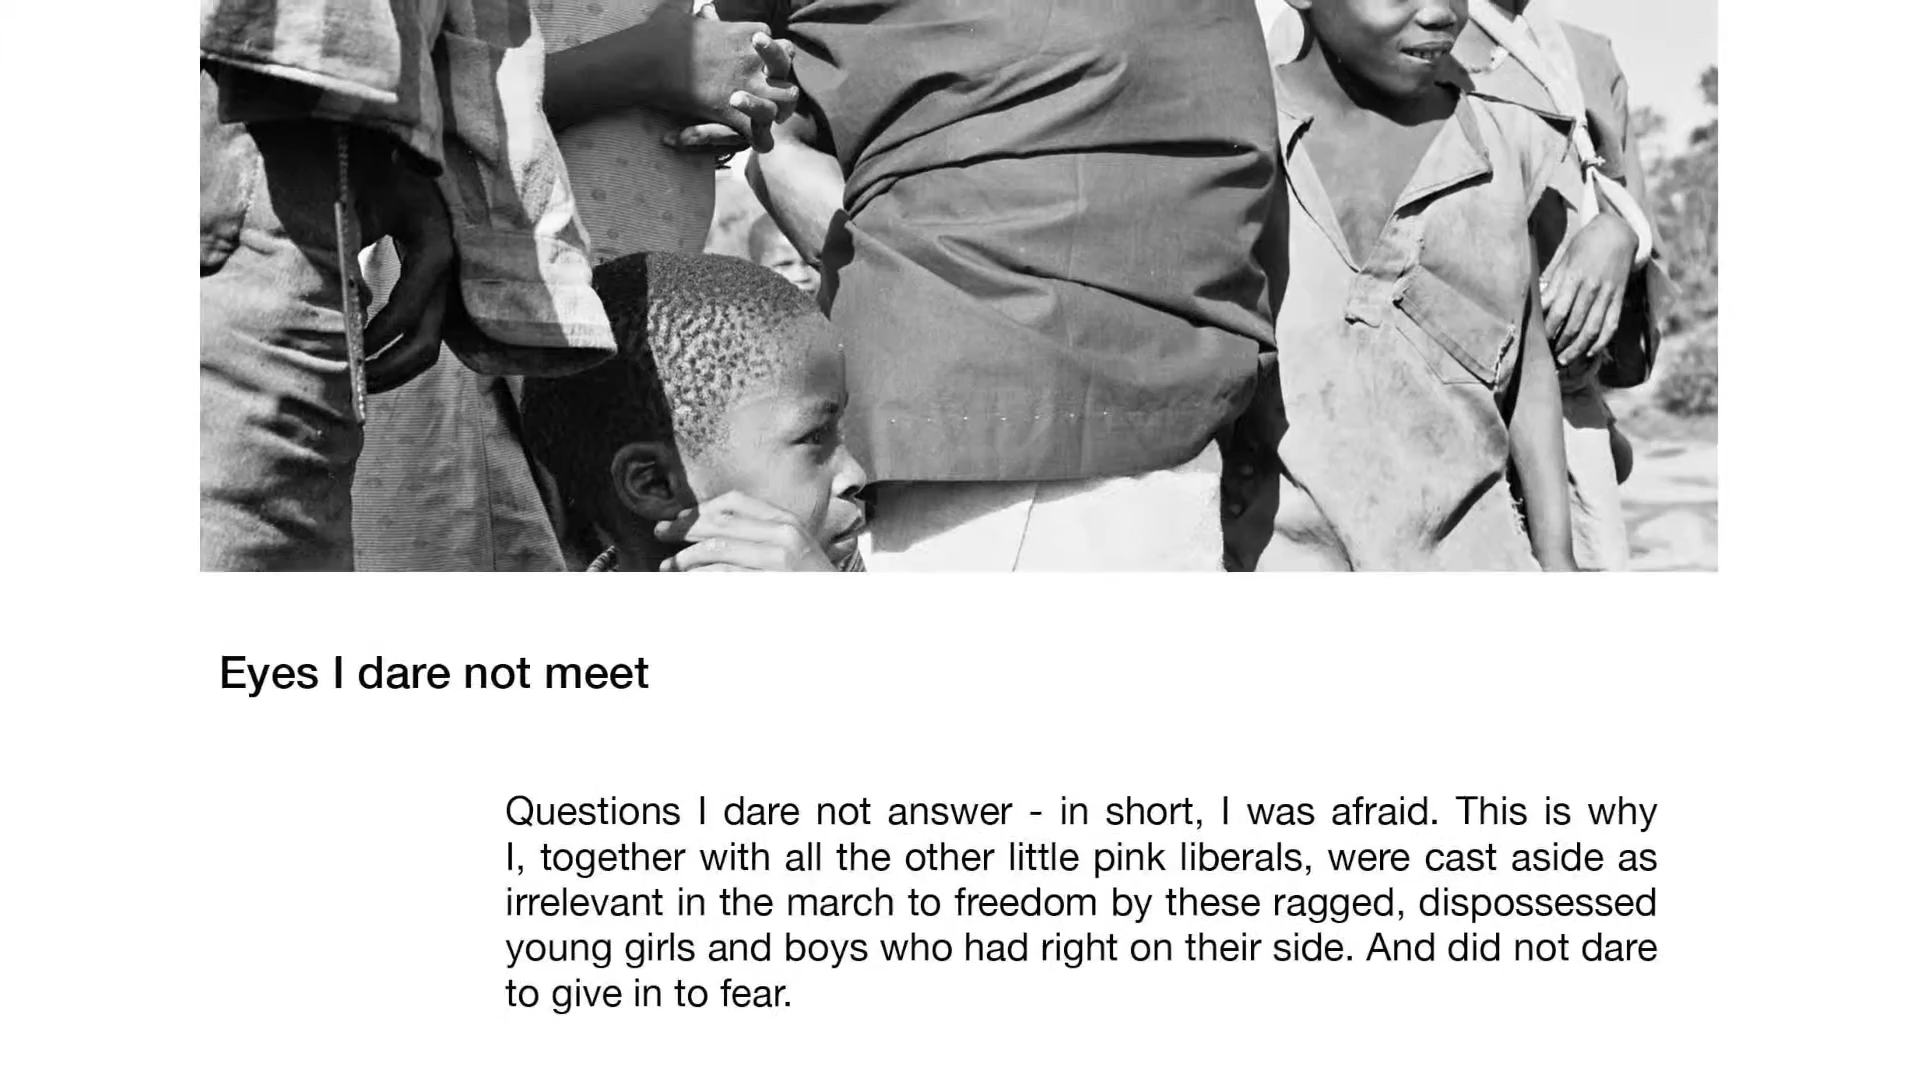 Eyes I dare not meet
Questions I dare not answer - in short, I was afraid. This is why
I, together with all the other little pink liberals, were cast aside as
irrelevant in the march to freedom by these ragged, dispossessed
young girls and boys who had right on their side. And did not dare
to give in to fear.